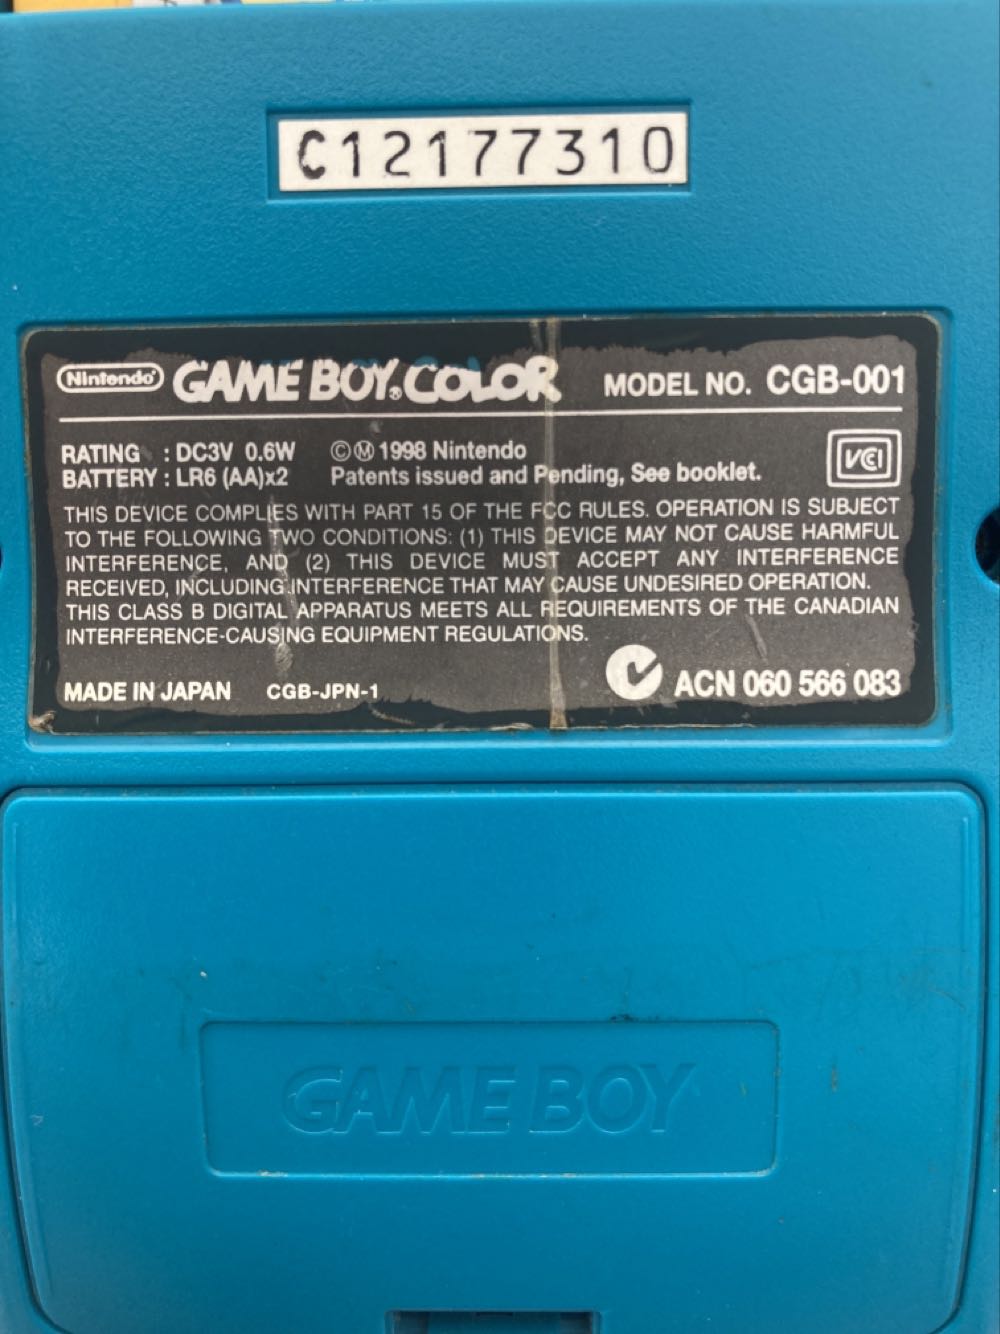 C12177310
Nintendo® GAME BOY® COLOR MODEL NO. CGB-001
RATING : DC3V 0.6W ©Ⓜ 1998 Nintendo
BATTERY : LR6 (AA)x2 Patents issued and Pending, See booklet.
VCI
THIS DEVICE COMPLIES WITH PART 15 OF THE FCC RULES. OPERATION IS SUBJECT
TO THE FOLLOWING TWO CONDITIONS: (1) THIS DEVICE MAY NOT CAUSE HARMFUL
INTERFERENCE, AND (2) THIS DEVICE MUST ACCEPT ANY INTERFERENCE
RECEIVED, INCLUDING INTERFERENCE THAT MAY CAUSE UNDESIRED OPERATION.
THIS CLASS B DIGITAL APPARATUS MEETS ALL REQUIREMENTS OF THE CANADIAN
INTERFERENCE-CAUSING EQUIPMENT REGULATIONS.
MADE IN JAPAN CGB-JPN-1 ACN 060 566 083
GAME BOY